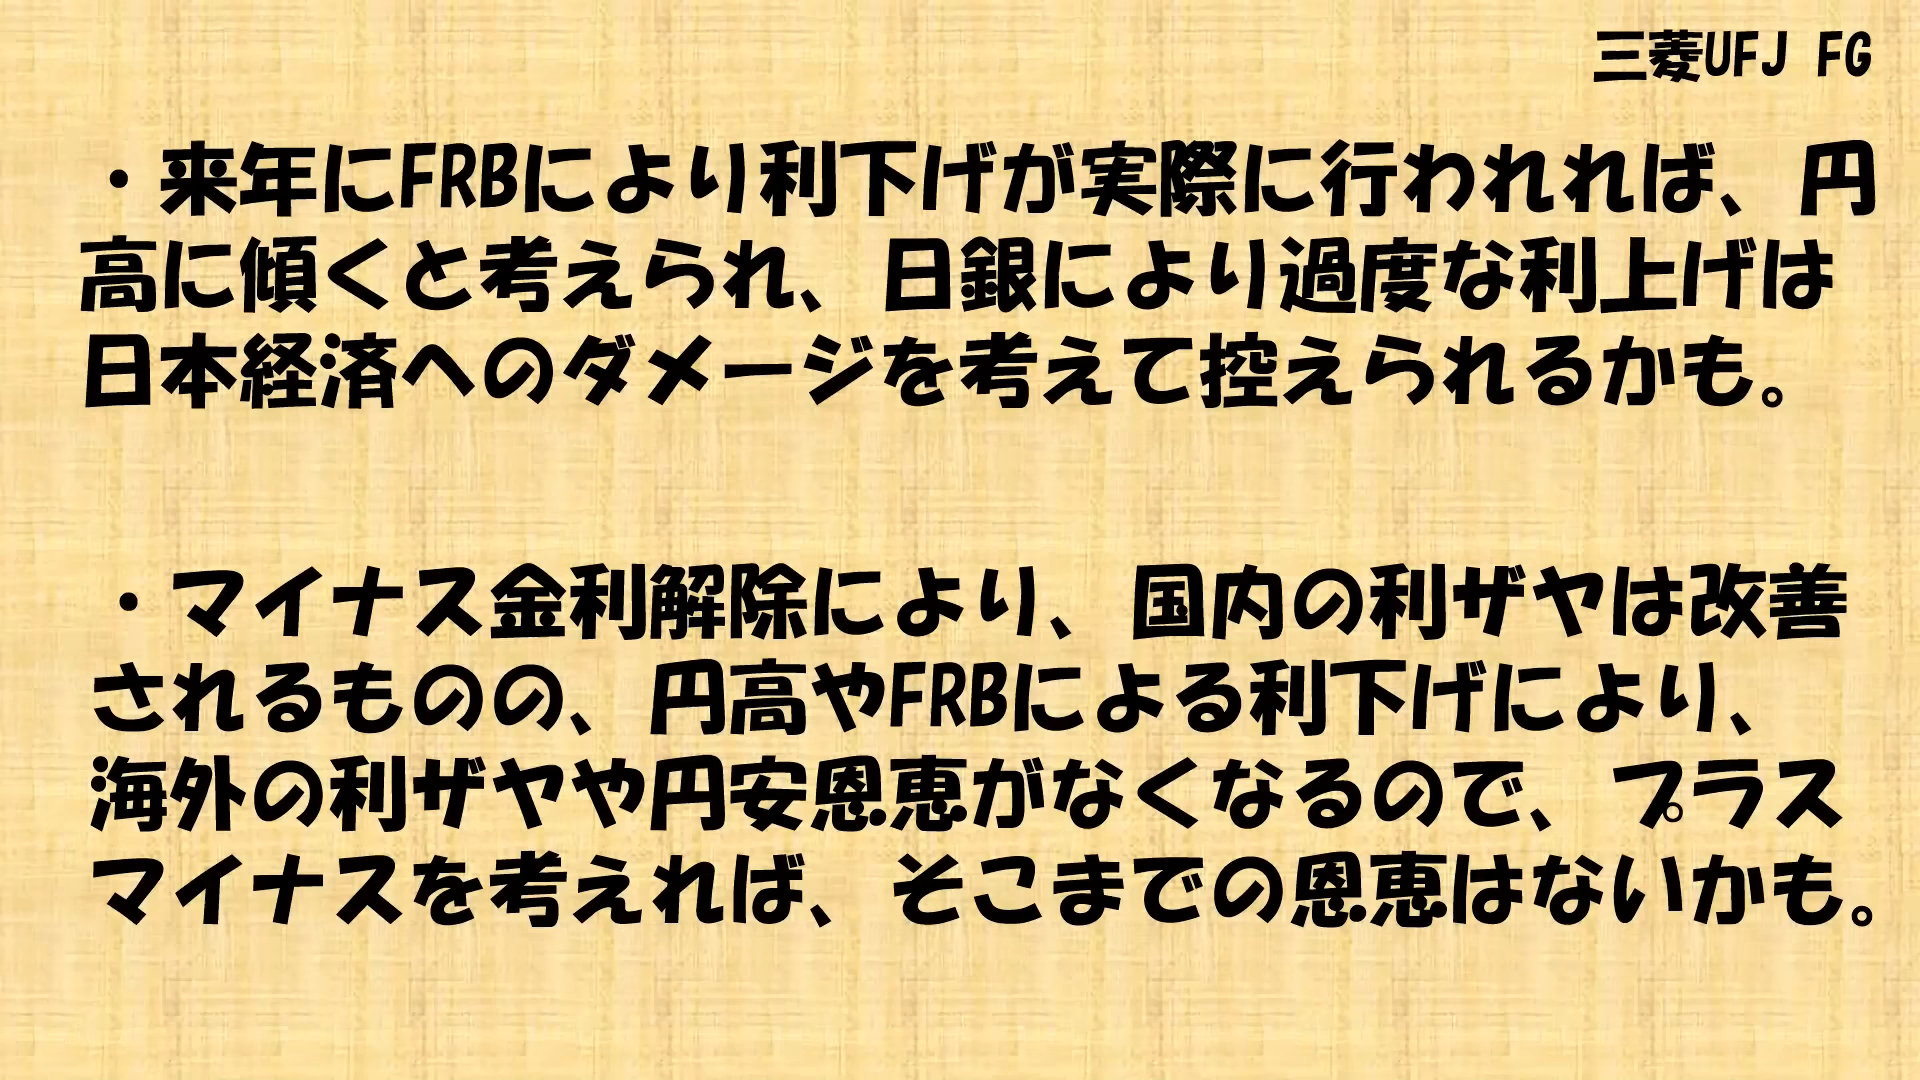 三菱UFJ FG
・来年にFRBにより利下げが実際に行われれば、円
高に傾くと考えられ、日銀により過度な利上げは
日本経済へのダメージを考えて控えられるかも。
・マイナス金利解除により、国内の利ザヤは改善
されるものの、円高やFRBによる利下げにより、
海外の利ザヤや円安恩恵がなくなるので、プラス
マイナスを考えれば、そこまでの恩恵はないかも。